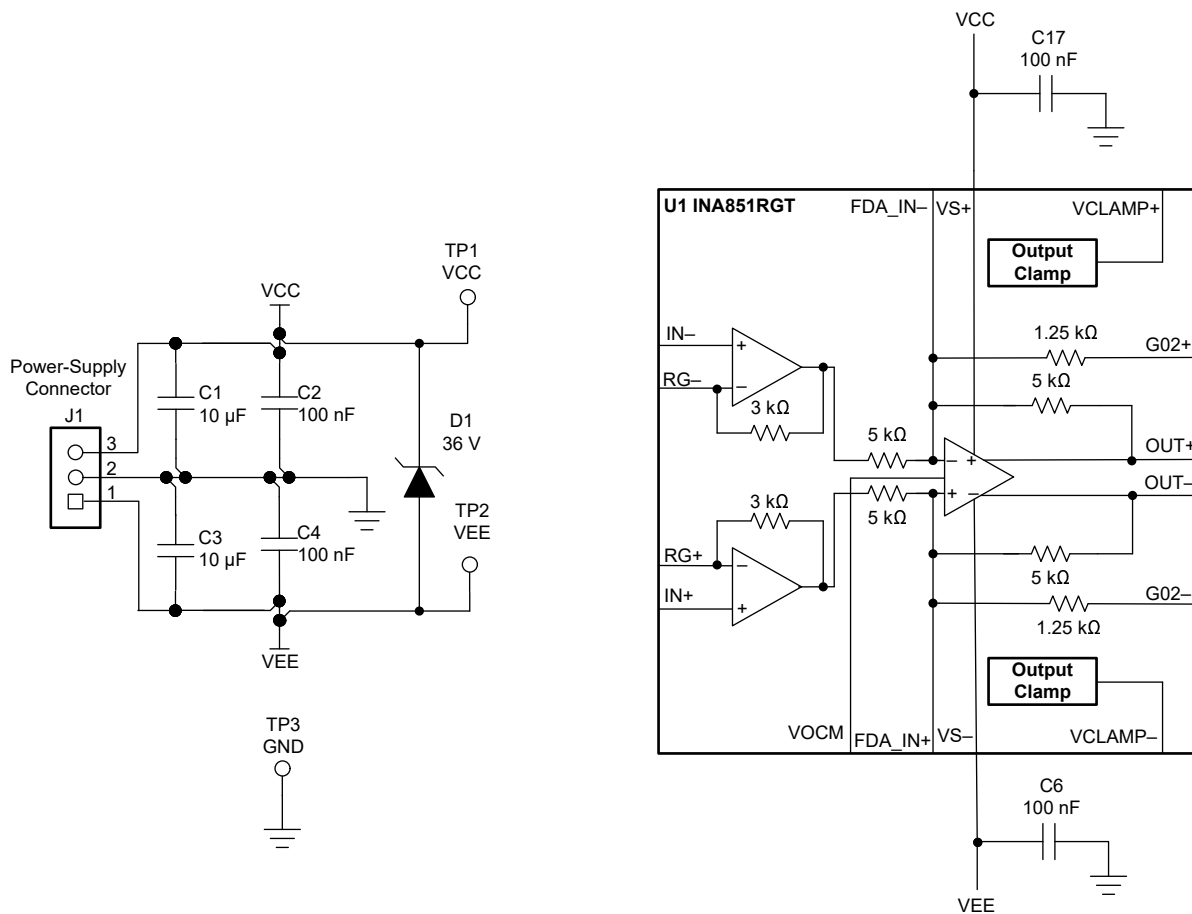 VCC
C17
100 nF
U1 INA851RGT
FDA_IN–
VS+
VCLAMP+
Output
Clamp
TP1
VCC
VCC
1.25 kΩ
G02+
IN–
+
5 kΩ
Power-Supply
Connector
J1
RG–
–
C1
10 µF
C2
100 nF
3 kΩ
D1
36 V
5 kΩ
3
– +
OUT+
2
OUT–
1
+ –
TP2
VEE
3 kΩ
5 kΩ
C3
10 µF
C4
100 nF
RG+
–
5 kΩ
IN+
+
G02–
1.25 kΩ
VEE
Output
Clamp
TP3
GND
VOCM
FDA_IN+
VS–
VCLAMP–
C6
100 nF
VEE